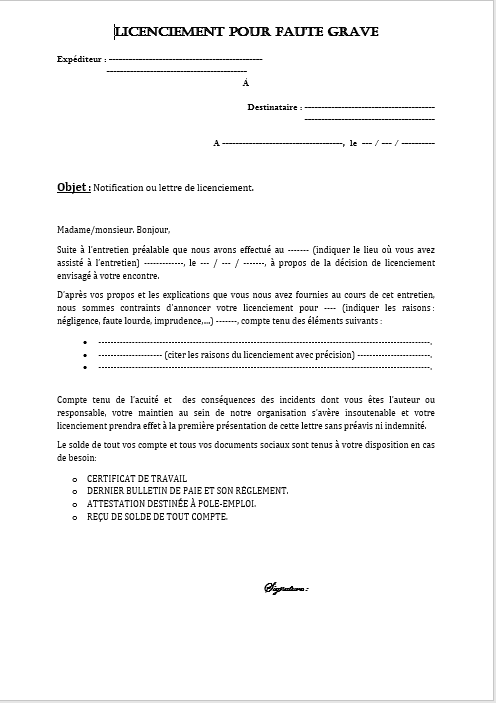 LICENCIEMENT POUR FAUTE GRAVE
Expéditeur : -----------------------------------------------
-------------------------------------------
Á
Destinataire : ----------------------------------------
----------------------------------------
A -------------------------------------, le --- / --- / ----------
Objet : Notification ou lettre de licenciement.
Madame/monsieur. Bonjour,
Suite à l'entretien préalable que nous avons effectué au ------- (indiquer le lieu où vous avez
assisté à l'entretien) -------------, le --- / --- / -------, à propos de la décision de licenciement
envisagé à votre encontre.
D'après vos propos et les explications que vous nous avez fournies au cours de cet entretien,
nous sommes contraints d'annoncer votre licenciement pour ---- (indiquer les raisons :
négligence, faute lourde, imprudence,...) -------, compte tenu des éléments suivants :
• ------------------------------------------------------------------------------------------.
• -------------------- (citer les raisons du licenciement avec précision) -----------------------.
• ------------------------------------------------------------------------------------------.
Compte tenu de l'acuité et des conséquences des incidents dont vous êtes l'auteur ou
responsable, votre maintien au sein de notre organisation s'avère insoutenable et votre
licenciement prendra effet à la première présentation de cette lettre sans préavis ni indemnité.
Le solde de tout vos compte et tous vos documents sociaux sont tenus à votre disposition en cas
de besoin:
o CERTIFICAT DE TRAVAIL
o DERNIER BULLETIN DE PAIE ET SON RÈGLEMENT.
o ATTESTATION DESTINÉE À POLE-EMPLOI.
o REÇU DE SOLDE DE TOUT COMPTE.
Signature :